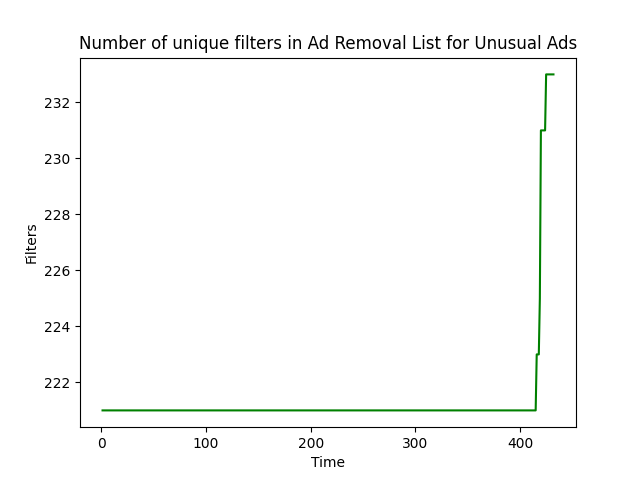 Number of unique filters in Ad Removal List for Unusual Ads
232
230
228
226
224
222
Filters
0 100 200 300 400
Time